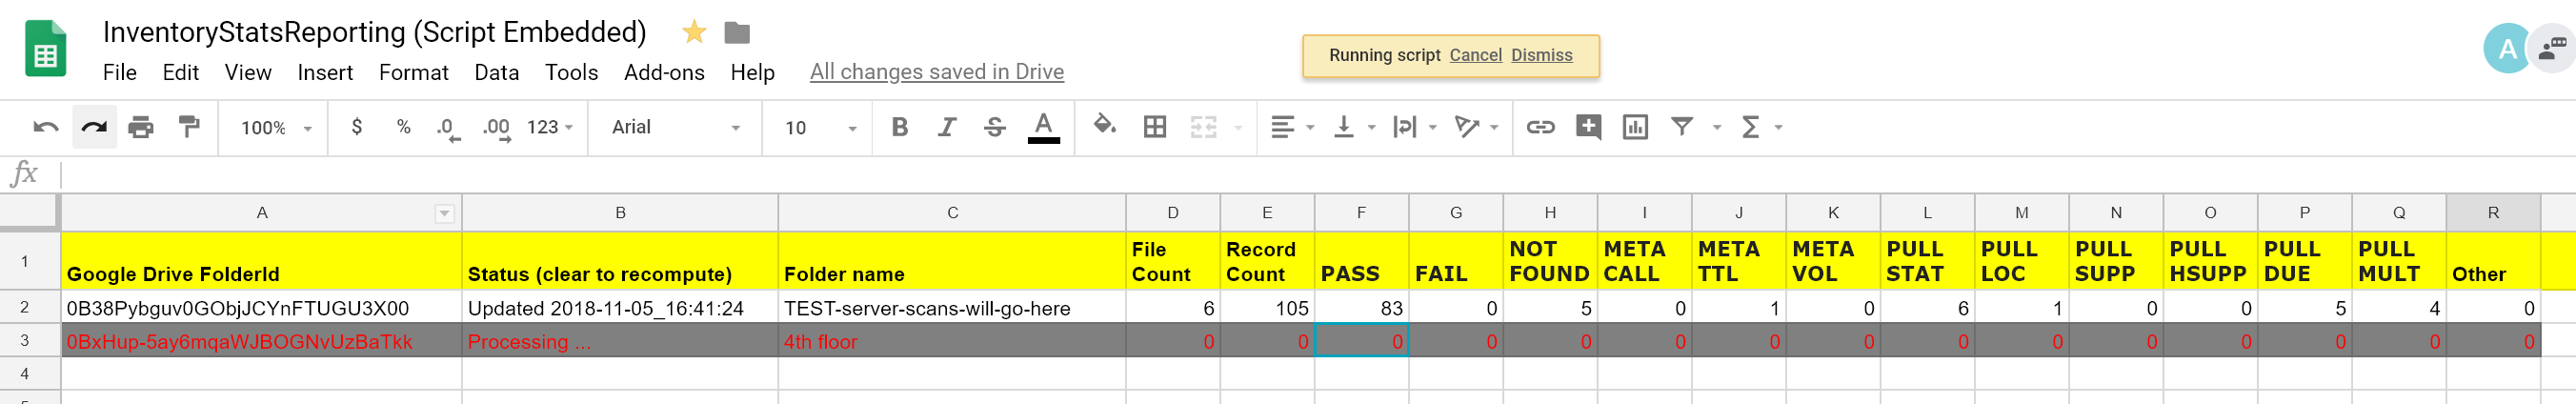 InventoryStatsReporting (Script Embedded)
Running script Cancel Dismiss
A
File Edit View Insert Format Data Tools Add-ons Help All changes saved in Drive
100% $ % .0 .00 123 Arial 10 B I S A Σ
fx
A B C D E F G H I J K L M N O P Q R
1 Google Drive FolderId Status (clear to recompute) Folder name File Count Record Count PASS FAIL NOT FOUND META CALL META TTL META VOL PULL STAT PULL LOC PULL SUPP PULL HSUPP PULL DUE PULL MULT Other
2 0B38Pybguv0GObjJCYnFTUGU3X00 Updated 2018-11-05_16:41:24 TEST-server-scans-will-go-here 6 105 83 0 5 0 1 0 6 1 0 0 5 4 0
3 0BxHup-5ay6mqaWJBOGNvUzBaTkk Processing ... 4th floor 0 0 0 0 0 0 0 0 0 0 0 0 0 0 0
4